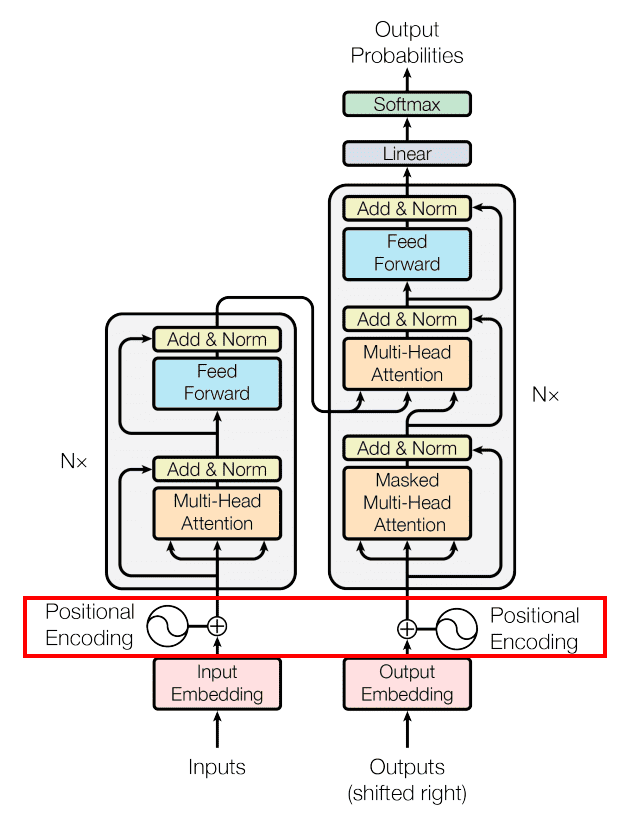 Output
Probabilities
Softmax
Linear
Add & Norm
Feed
Forward
Add & Norm
Multi-Head
Attention
Add & Norm
Masked
Multi-Head
Attention
N×
Add & Norm
Feed
Forward
Add & Norm
Multi-Head
Attention
N×
Positional
Encoding
Positional
Encoding
Input
Embedding
Output
Embedding
Inputs
Outputs
(shifted right)